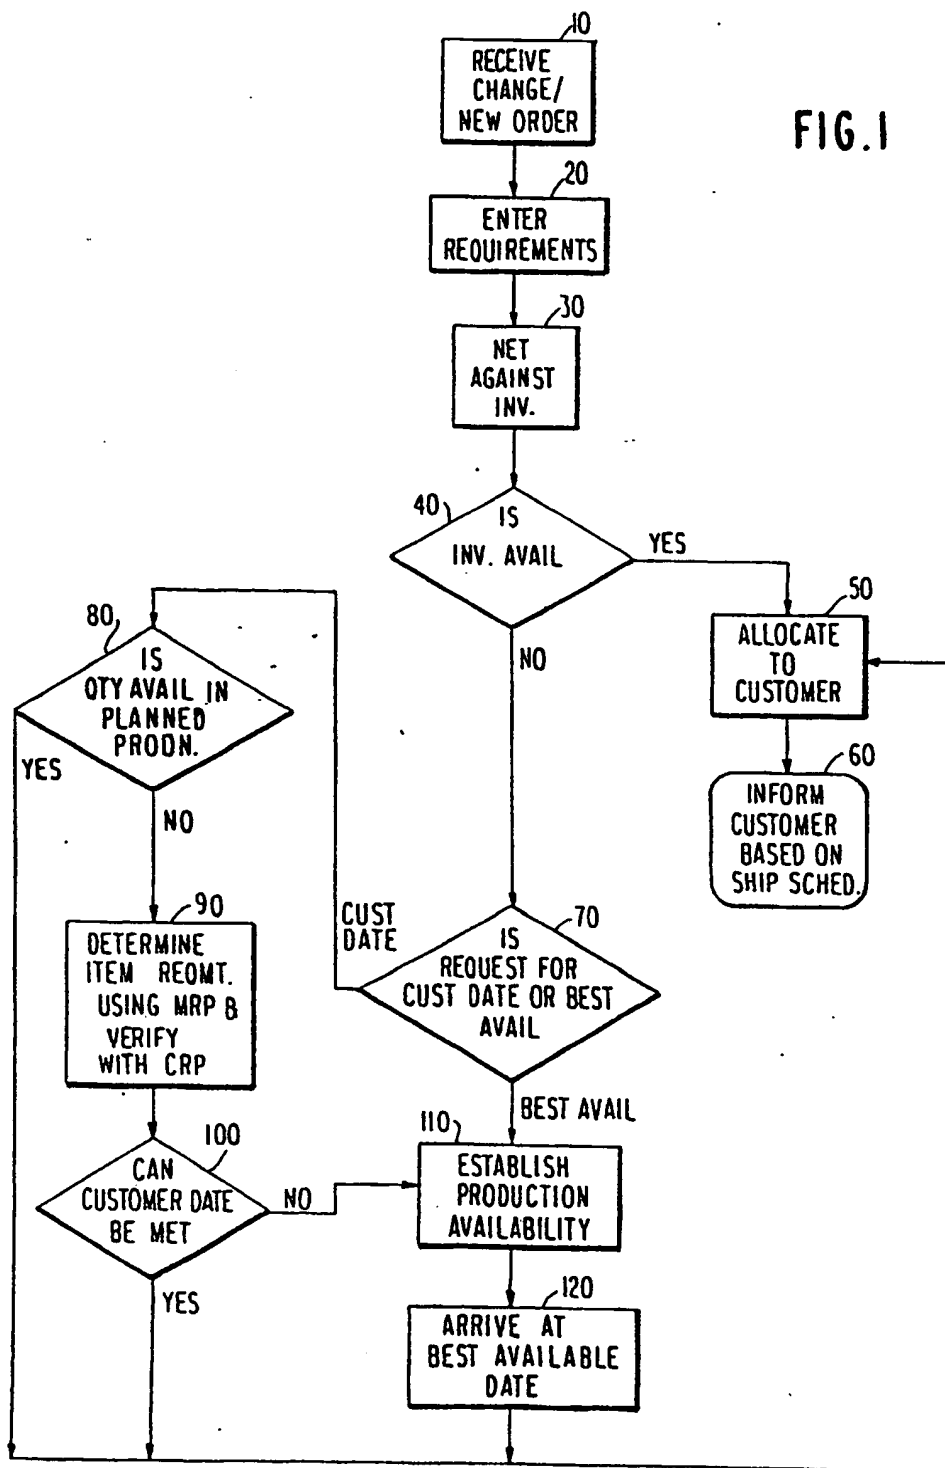 10
RECEIVE
CHANGE/
NEW ORDER
FIG.1
20
ENTER
REQUIREMENTS
30
NET
AGAINST
INV.
40
IS
INV. AVAIL
YES
NO
50
ALLOCATE
TO
CUSTOMER
60
INFORM
CUSTOMER
BASED ON
SHIP SCHED.
80
IS
QTY AVAIL IN
PLANNED
PRODN.
YES
NO
70
IS
REQUEST FOR
CUST DATE OR BEST
AVAIL
CUST
DATE
BEST AVAIL
90
DETERMINE
ITEM REQMT.
USING MRP &
VERIFY
WITH CRP
100
CAN
CUSTOMER DATE
BE MET
NO
YES
110
ESTABLISH
PRODUCTION
AVAILABILITY
120
ARRIVE AT
BEST AVAILABLE
DATE